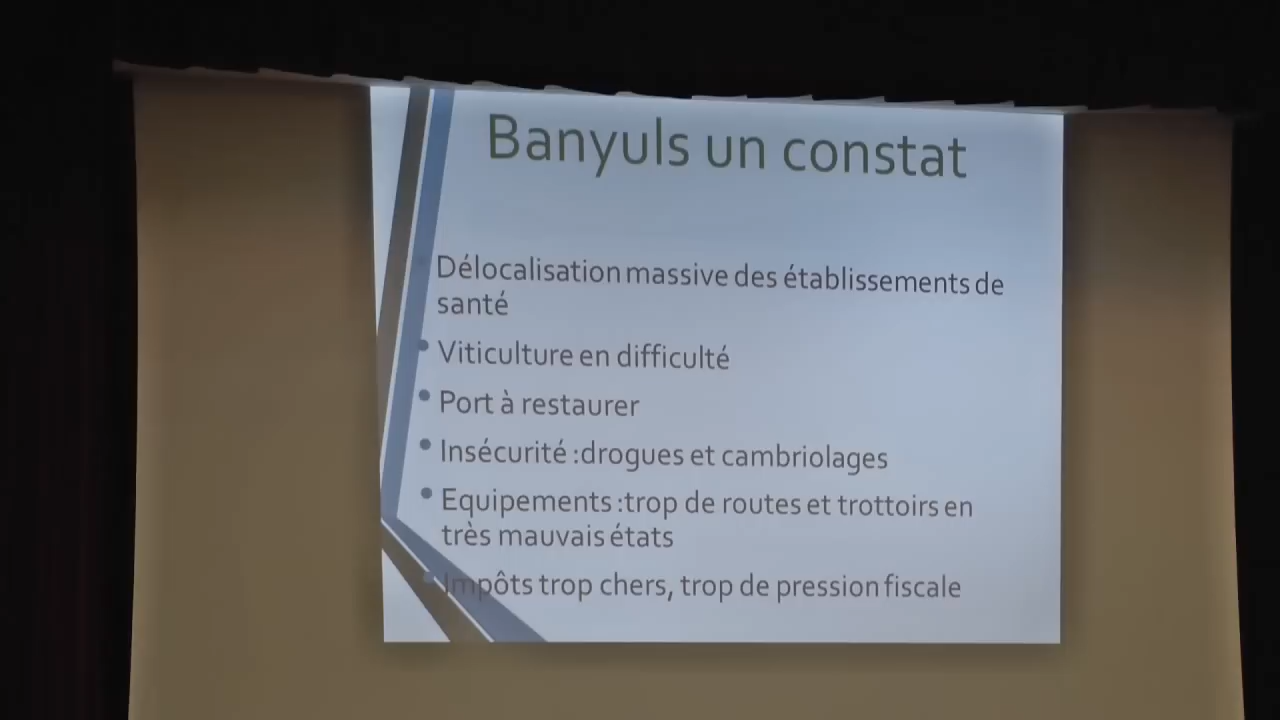 Banyuls un constat
Délocalisation massive des établissements de
santé
• Viticulture en difficulté
• Port à restaurer
• Insécurité :drogues et cambriolages
• Equipements :trop de routes et trottoirs en
très mauvais états
• Impôts trop chers, trop de pression fiscale